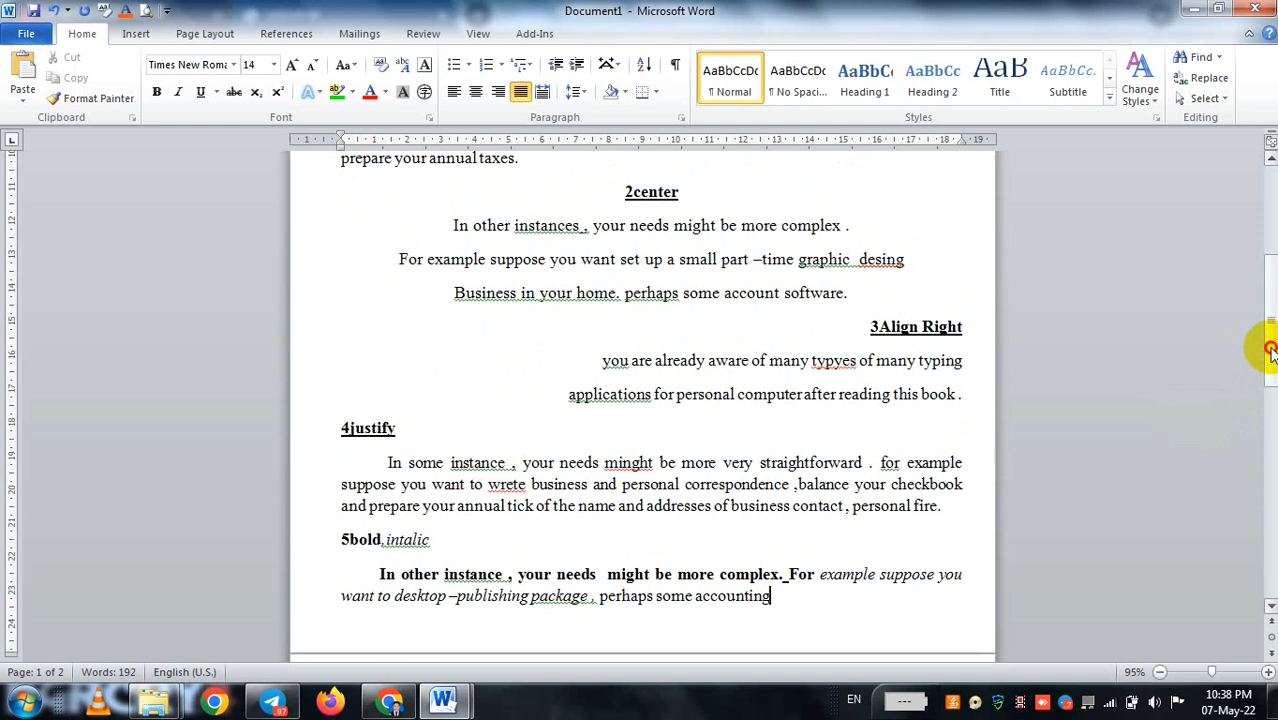 Document1 - Microsoft Word
File Home Insert Page Layout References Mailings Review View Add-Ins
Cut
Copy
Format Painter
Paste
Clipboard
Times New Roma 14
Font
Paragraph
AaBbCcDc AaBbCcDc AaBbC AaBbCc AaB AaBbCc
¶ Normal ¶ No Spaci... Heading 1 Heading 2 Title Subtitle
Styles
Change
Styles
Find
Replace
Select
Editing
prepare your annual taxes.
2center
In other instances , your needs might be more complex .
For example suppose you want set up a small part –time graphic desing
Business in your home. perhaps some account software.
3Align Right
you are already aware of many typyes of many typing
applications for personal computer after reading this book .
4justify
In some instance , your needs minght be more very straightforward . for example
suppose you want to wrete business and personal correspondence ,balance your checkbook
and prepare your annual tick of the name and addresses of business contact , personal fire.
5bold,intalic
In other instance , your needs might be more complex. For example suppose you
want to desktop –publishing package , perhaps some accounting
Page: 1 of 2 Words: 192 English (U.S.) 95%
97
EN
10:38 PM
07-May-22